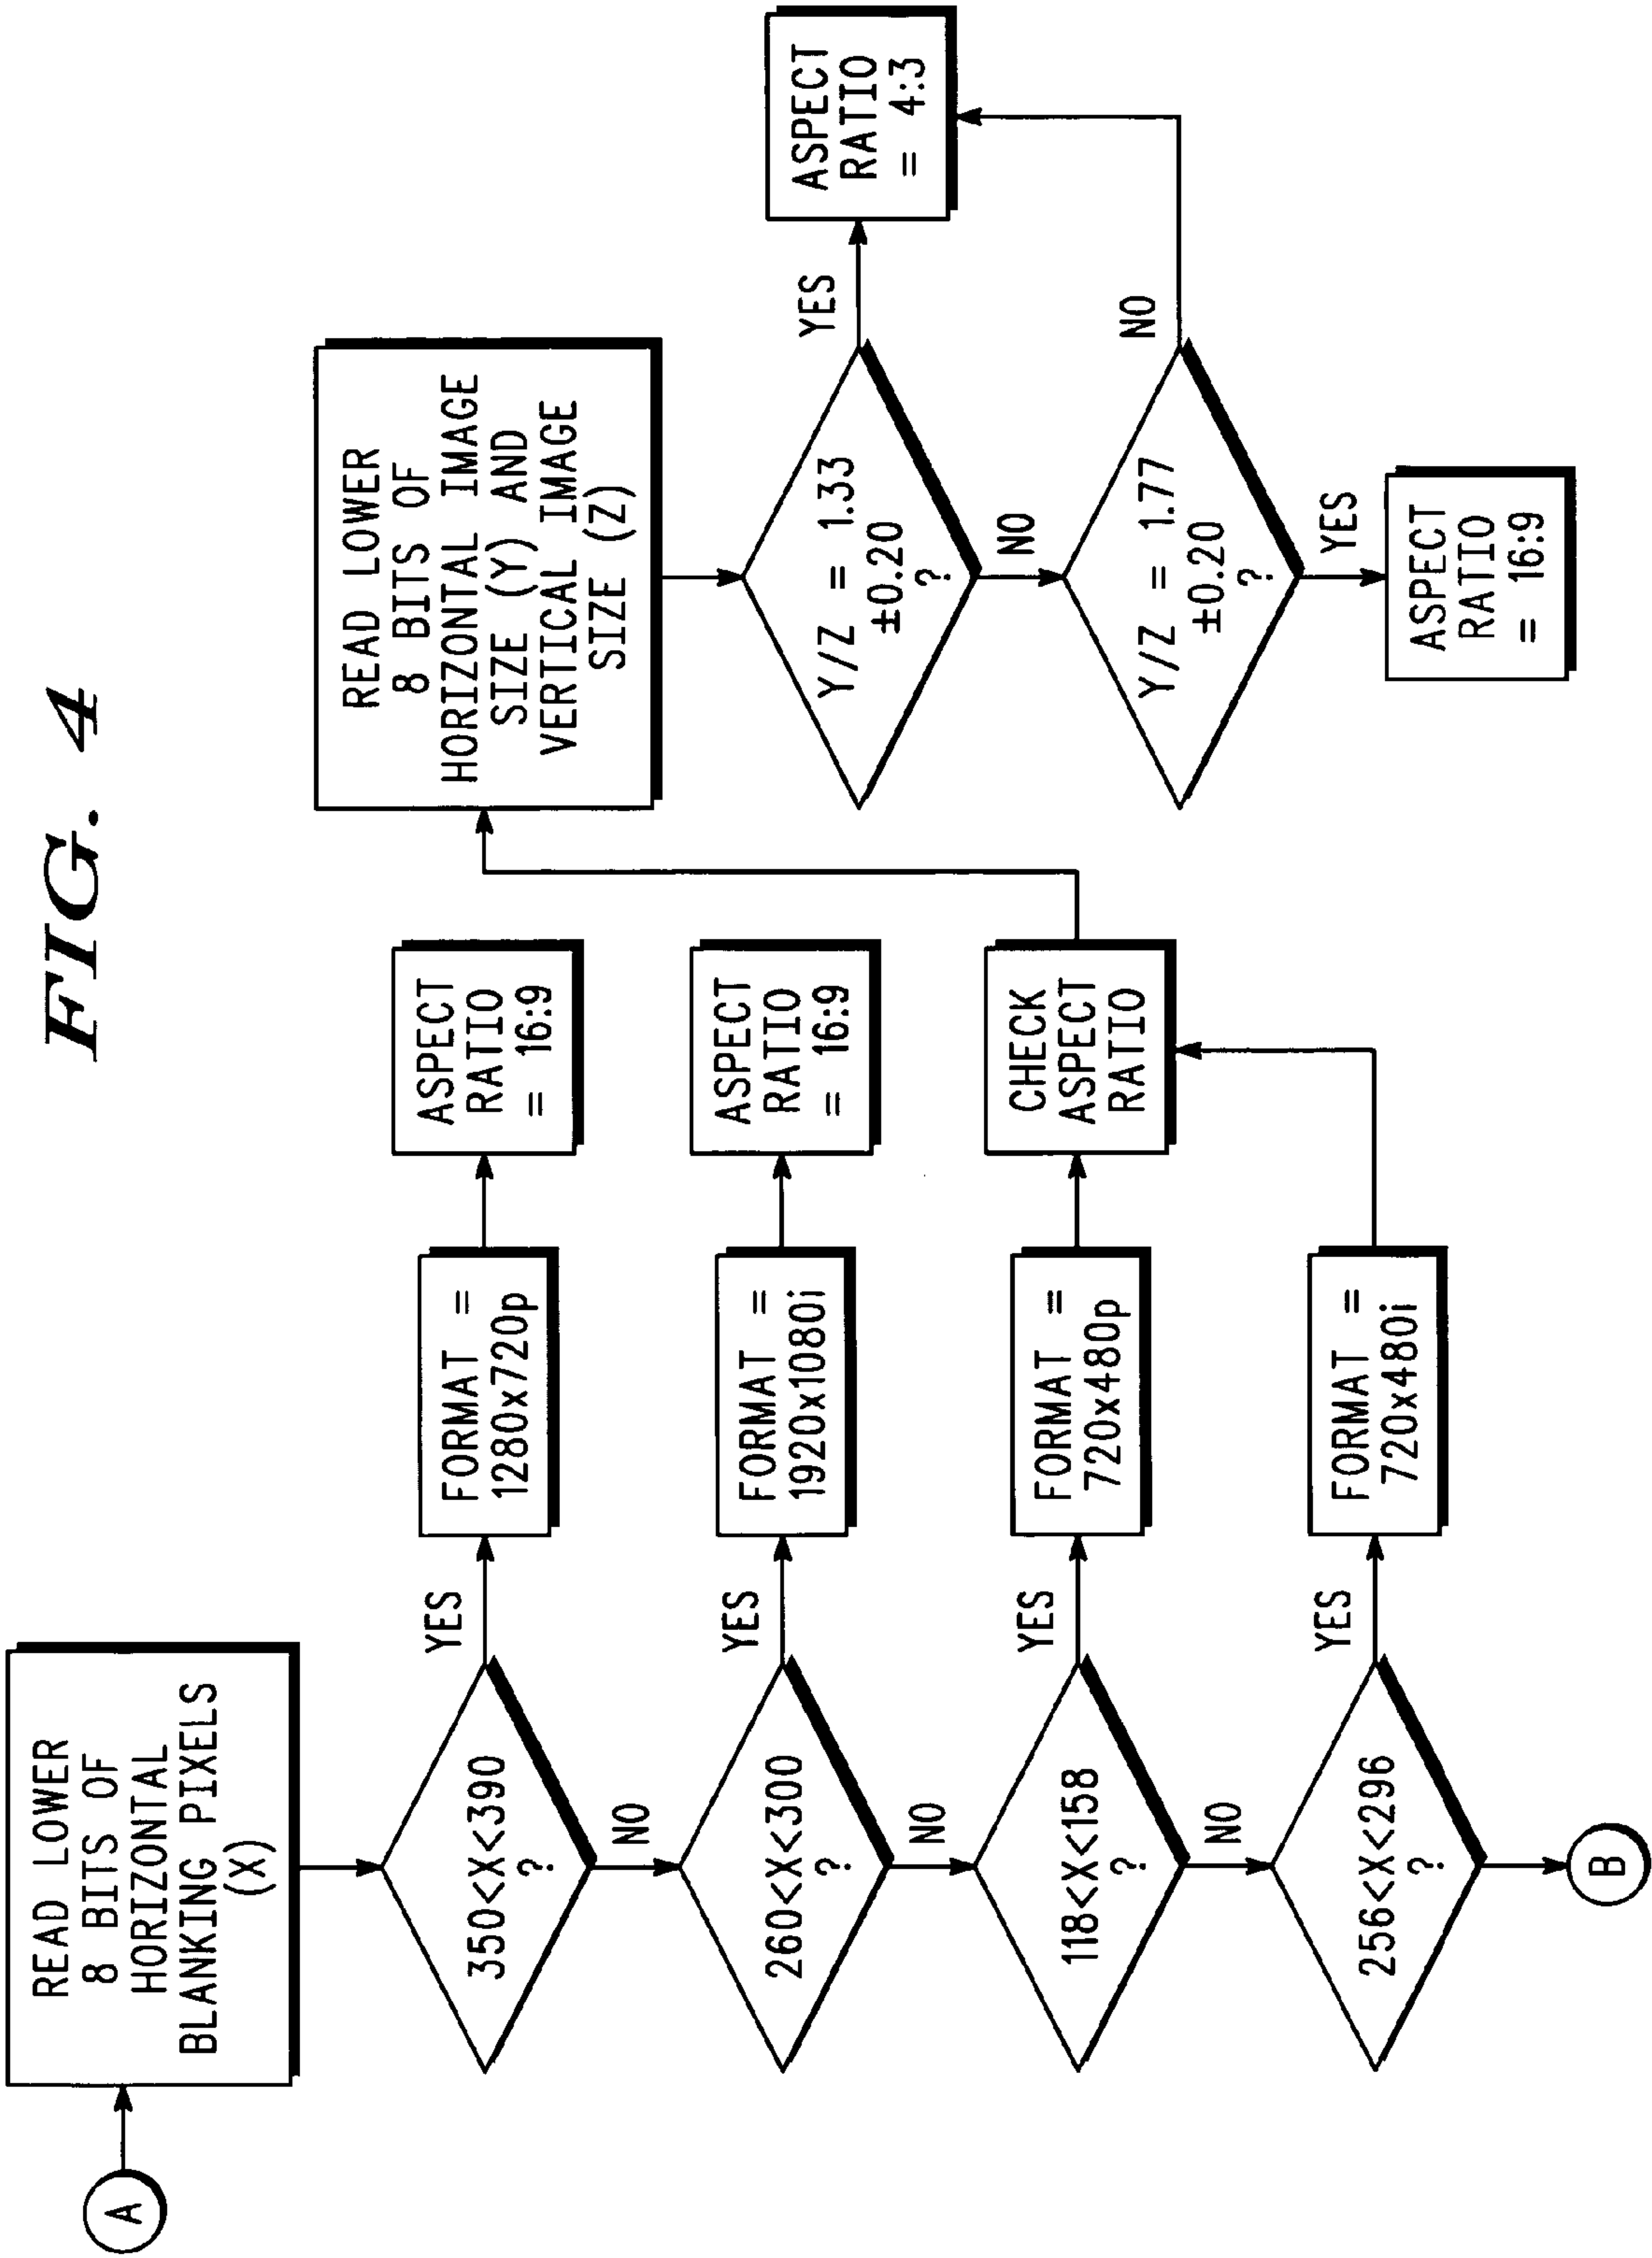 FIG. 4
A
READ LOWER
8 BITS OF
HORIZONTAL
BLANKING PIXELS
(X)
350<X<390
?
YES
NO
FORMAT =
1280x720p
ASPECT
RATIO
= 16:9
260<X<300
?
YES
NO
FORMAT =
1920x1080i
ASPECT
RATIO
= 16:9
118<X<158
?
YES
NO
FORMAT =
720x480p
CHECK
ASPECT
RATIO
256<X<296
?
YES
FORMAT =
720x480i
B
READ LOWER
8 BITS OF
HORIZONTAL IMAGE
SIZE (Y) AND
VERTICAL IMAGE
SIZE (Z)
Y/Z = 1.33
±0.20
?
YES
NO
ASPECT
RATIO
= 4:3
Y/Z = 1.77
±0.20
?
NO
YES
ASPECT
RATIO
= 16:9